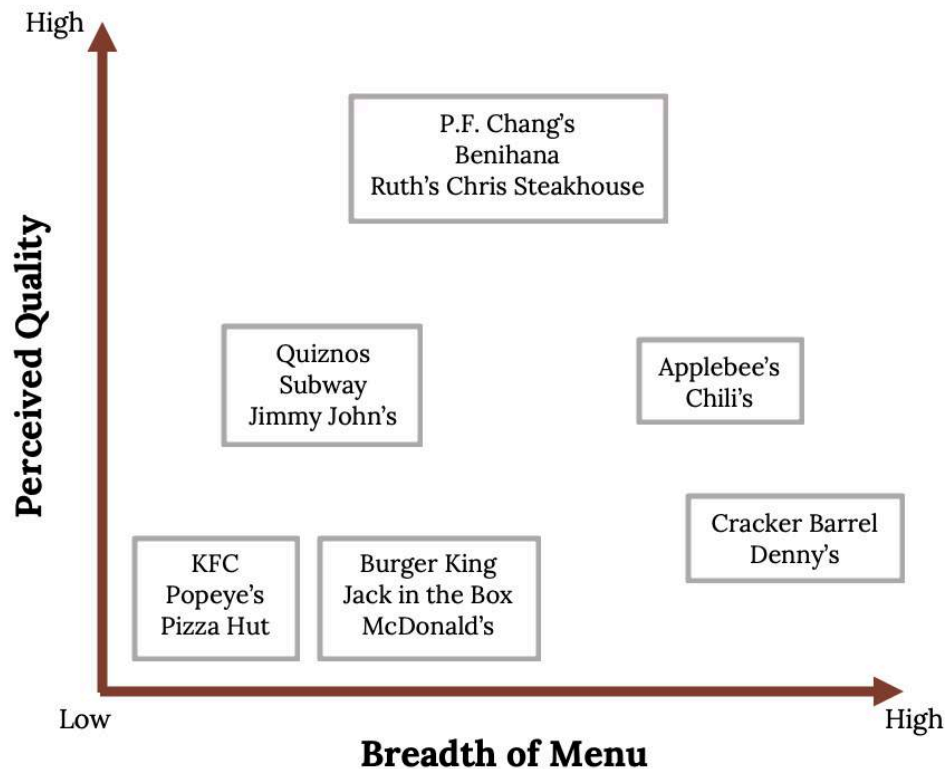 High
P.F. Chang’s
Benihana
Ruth’s Chris Steakhouse
Perceived Quality
Quiznos
Subway
Jimmy John’s
Applebee’s
Chili’s
Cracker Barrel
Denny’s
KFC
Popeye’s
Pizza Hut
Burger King
Jack in the Box
McDonald’s
Low
High
Breadth of Menu